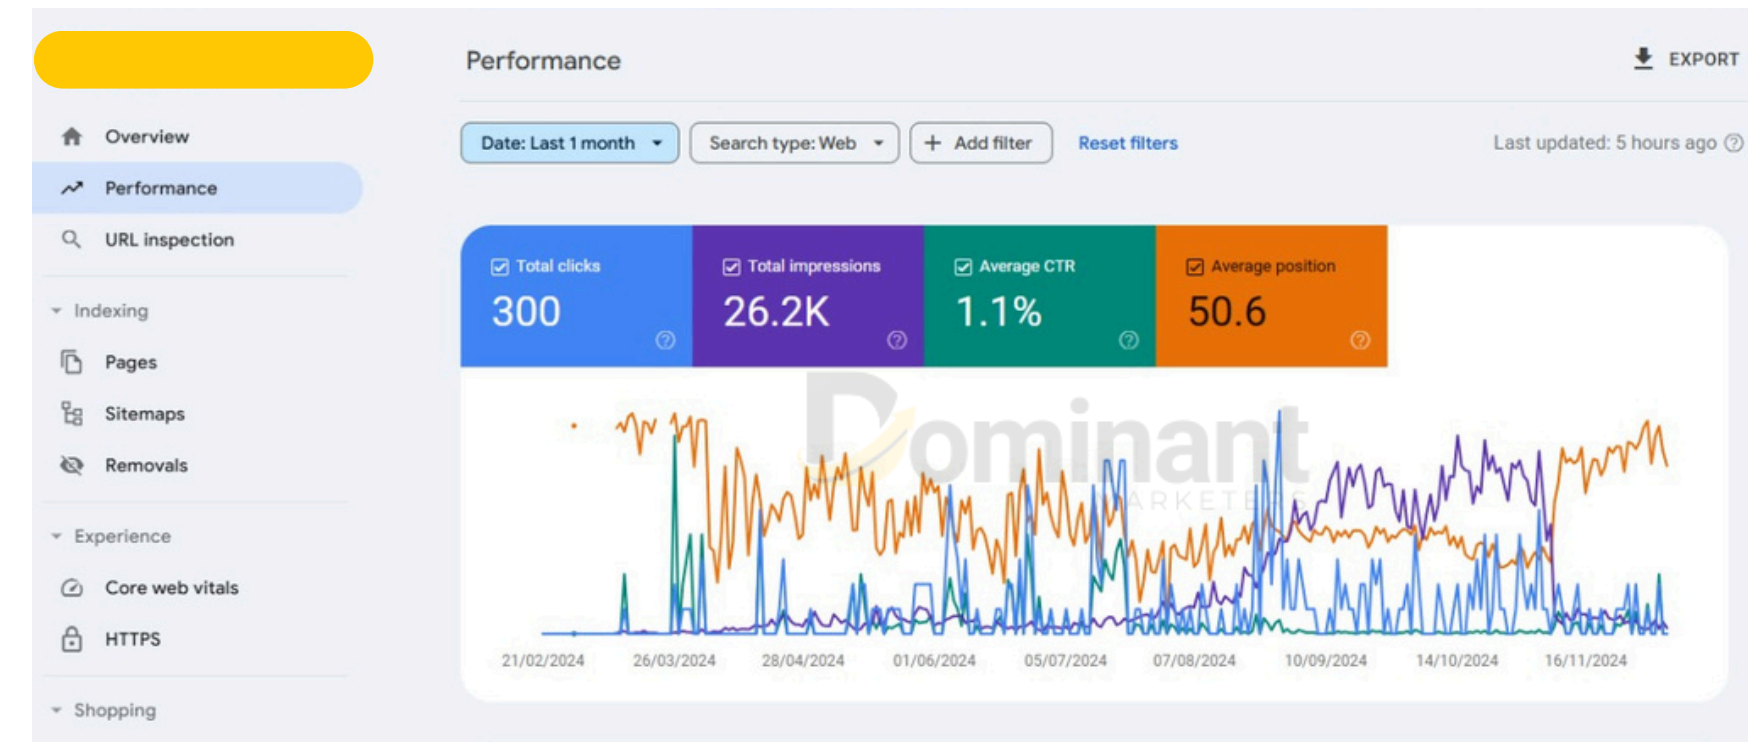 Performance
EXPORT
Overview
Performance
URL inspection
Indexing
Pages
Sitemaps
Removals
Experience
Core web vitals
HTTPS
Shopping
Date: Last 1 month
Search type: Web
+ Add filter
Reset filters
Last updated: 5 hours ago
Total clicks
300
Total impressions
26.2K
Average CTR
1.1%
Average position
50.6
Dominant
MARKETERS
21/02/2024
26/03/2024
28/04/2024
01/06/2024
05/07/2024
07/08/2024
10/09/2024
14/10/2024
16/11/2024